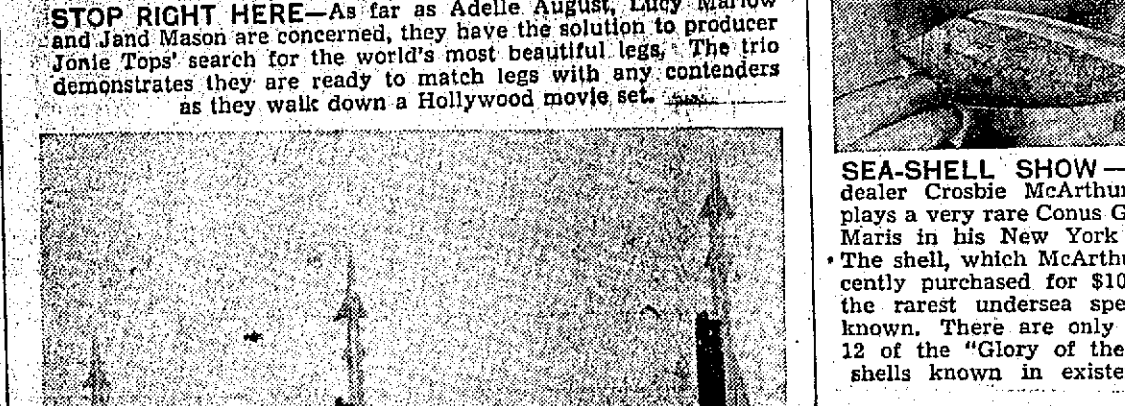 STOP RIGHT HERE—As far as Adelle August, Lucy Marlow
and Jand Mason are concerned, they have the solution to producer
Jonie Tops' search for the world's most beautiful legs. The trio
demonstrates they are ready to match legs with any contenders
as they walk down a Hollywood movie set.
SEA-SHELL SHOW —
dealer Crosbie McArthur
plays a very rare Conus G
Maris in his New York
The shell, which McArthu
cently purchased for $10
the rarest undersea spe
known. There are only
12 of the "Glory of the
shells known in existe